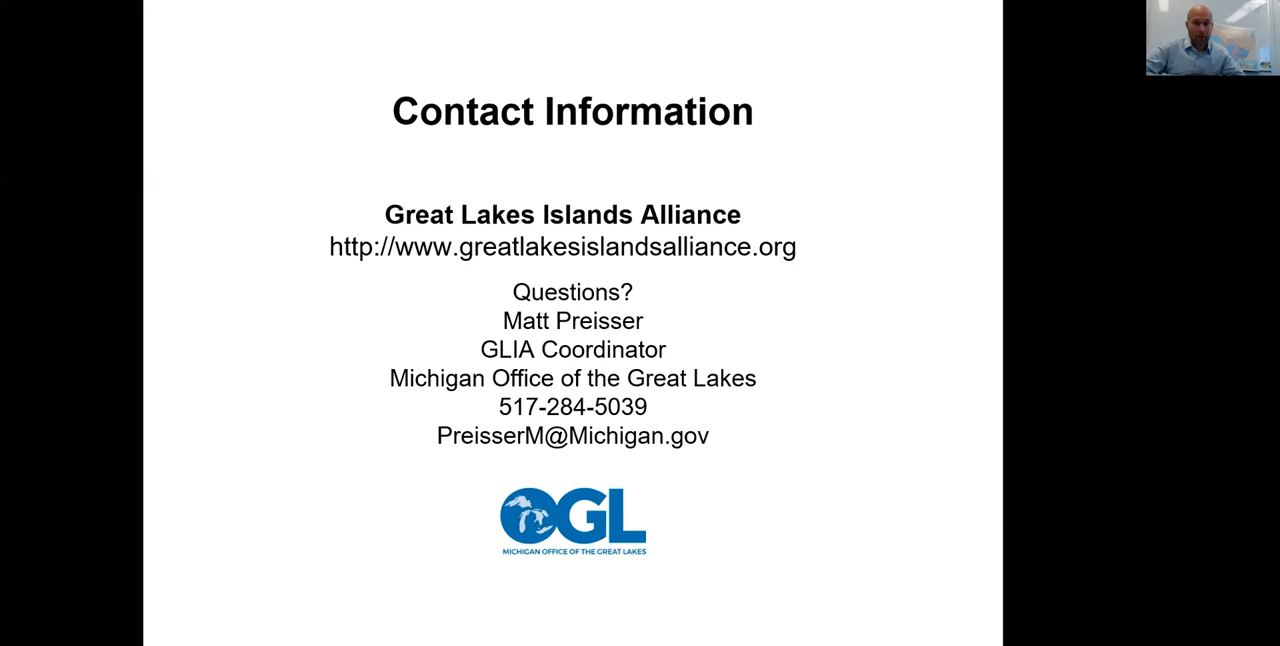 Contact Information
Great Lakes Islands Alliance
http://www.greatlakesislandsalliance.org
Questions?
Matt Preisser
GLIA Coordinator
Michigan Office of the Great Lakes
517-284-5039
PreisserM@Michigan.gov
OGL
MICHIGAN OFFICE OF THE GREAT LAKES